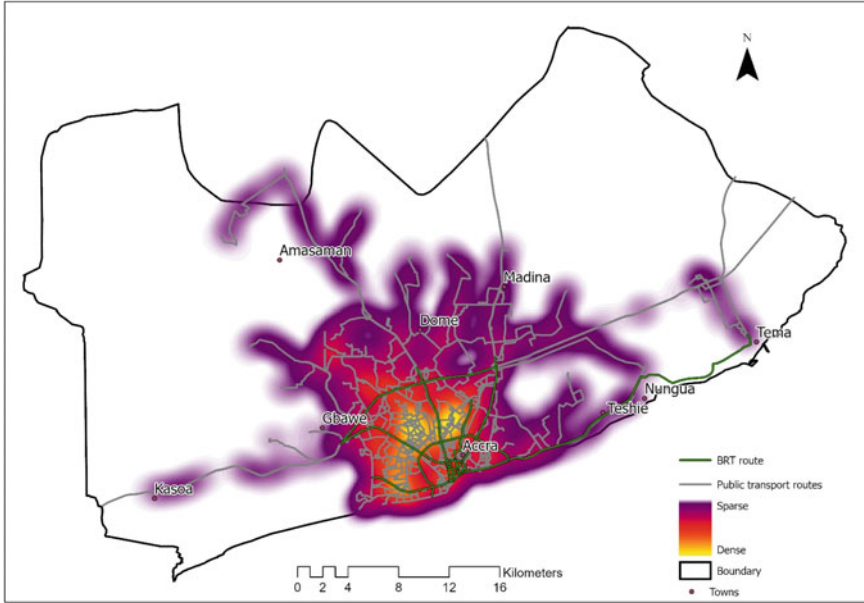 N
Amasaman
Madina
Dome
Tema
Nungua
Gbawe
Teshie
Accra
Kasoa
BRT route
Public transport routes
Sparse
Dense
Boundary
Towns
Kilometers
0 2 4 8 12 16